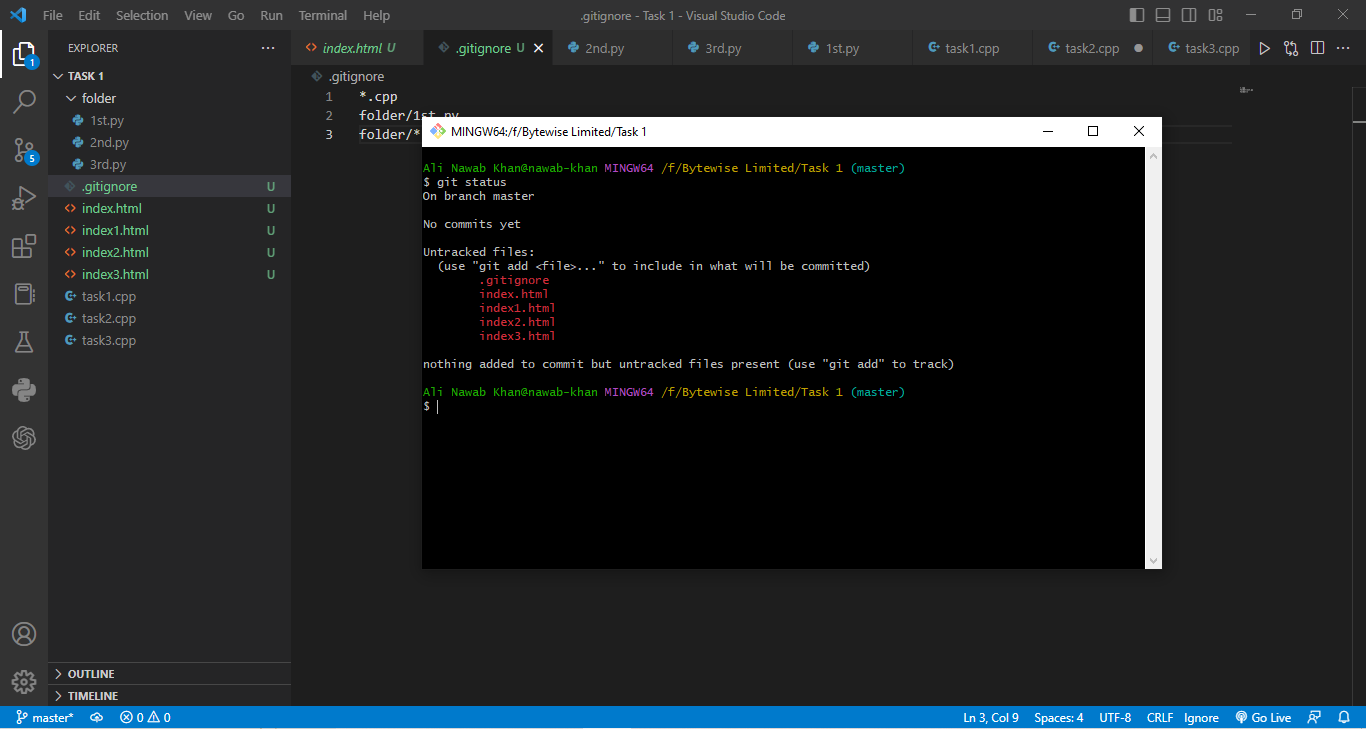 File Edit Selection View Go Run Terminal Help .gitignore - Task 1 - Visual Studio Code
EXPLORER
index.html U .gitignore U 2nd.py 3rd.py 1st.py task1.cpp task2.cpp task3.cpp
1
TASK 1
folder
1st.py
2nd.py
3rd.py
.gitignore U
index.html U
index1.html U
index2.html U
index3.html U
task1.cpp
task2.cpp
task3.cpp
5
OUTLINE
TIMELINE
.gitignore
1 *.cpp
2 folder/1st.py
3 folder/*
MINGW64:/f/Bytewise Limited/Task 1
Ali Nawab Khan@nawab-khan MINGW64 /f/Bytewise Limited/Task 1 (master)
$ git status
On branch master
No commits yet
Untracked files:
(use "git add <file>..." to include in what will be committed)
.gitignore
index.html
index1.html
index2.html
index3.html
nothing added to commit but untracked files present (use "git add" to track)
Ali Nawab Khan@nawab-khan MINGW64 /f/Bytewise Limited/Task 1 (master)
$
master* 0 0 Ln 3, Col 9 Spaces: 4 UTF-8 CRLF Ignore Go Live